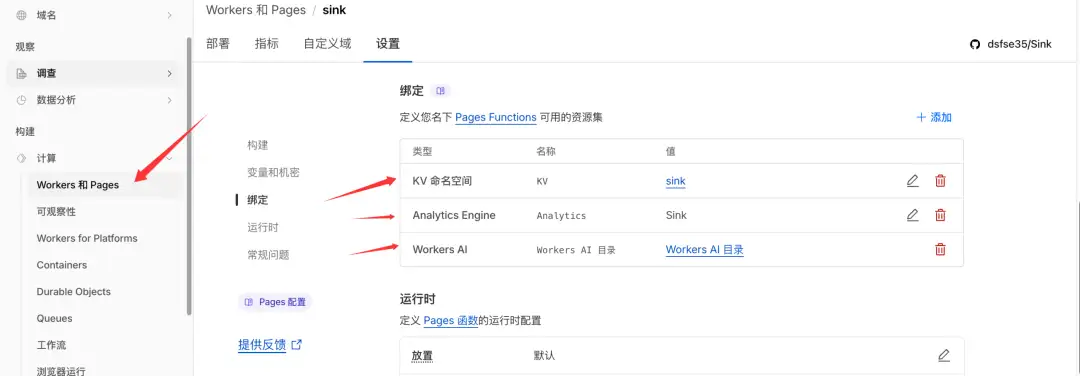 域名
观察
调查
数据分析
构建
计算
Workers 和 Pages
可观察性
Workers for Platforms
Containers
Durable Objects
Queues
工作流
浏览器运行
Workers 和 Pages / sink
部署 指标 自定义域 设置
dsfse35/Sink
构建
变量和机密
绑定
运行时
常规问题
Pages 配置
提供反馈
绑定
定义您名下 Pages Functions 可用的资源集
+ 添加
类型 名称 值
KV 命名空间 KV sink
Analytics Engine Analytics Sink
Workers AI Workers AI 目录 Workers AI 目录
运行时
定义 Pages 函数的运行时配置
放置 默认